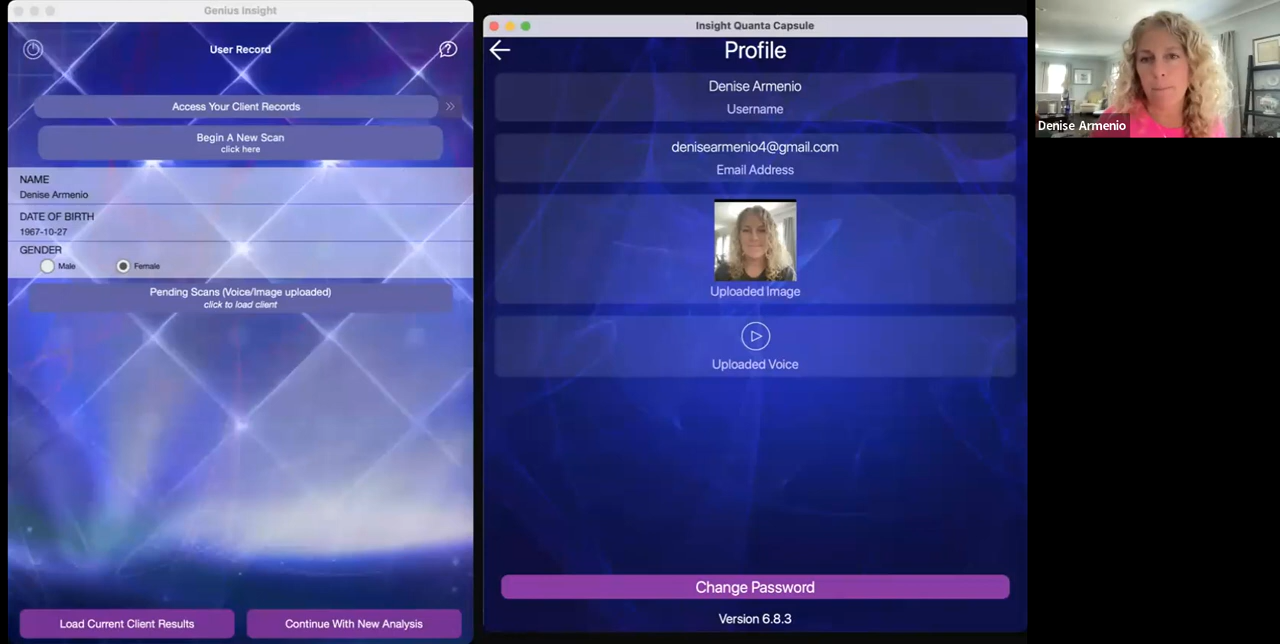 Genius Insight
User Record
Access Your Client Records
Begin A New Scan
click here
NAME
Denise Armenio
DATE OF BIRTH
1967-10-27
GENDER
Male
Female
Pending Scans (Voice/Image uploaded)
click to load client
Load Current Client Results
Continue With New Analysis
Insight Quanta Capsule
Profile
Denise Armenio
Username
denisearmenio4@gmail.com
Email Address
Uploaded Image
Uploaded Voice
Change Password
Version 6.8.3
Denise Armenio